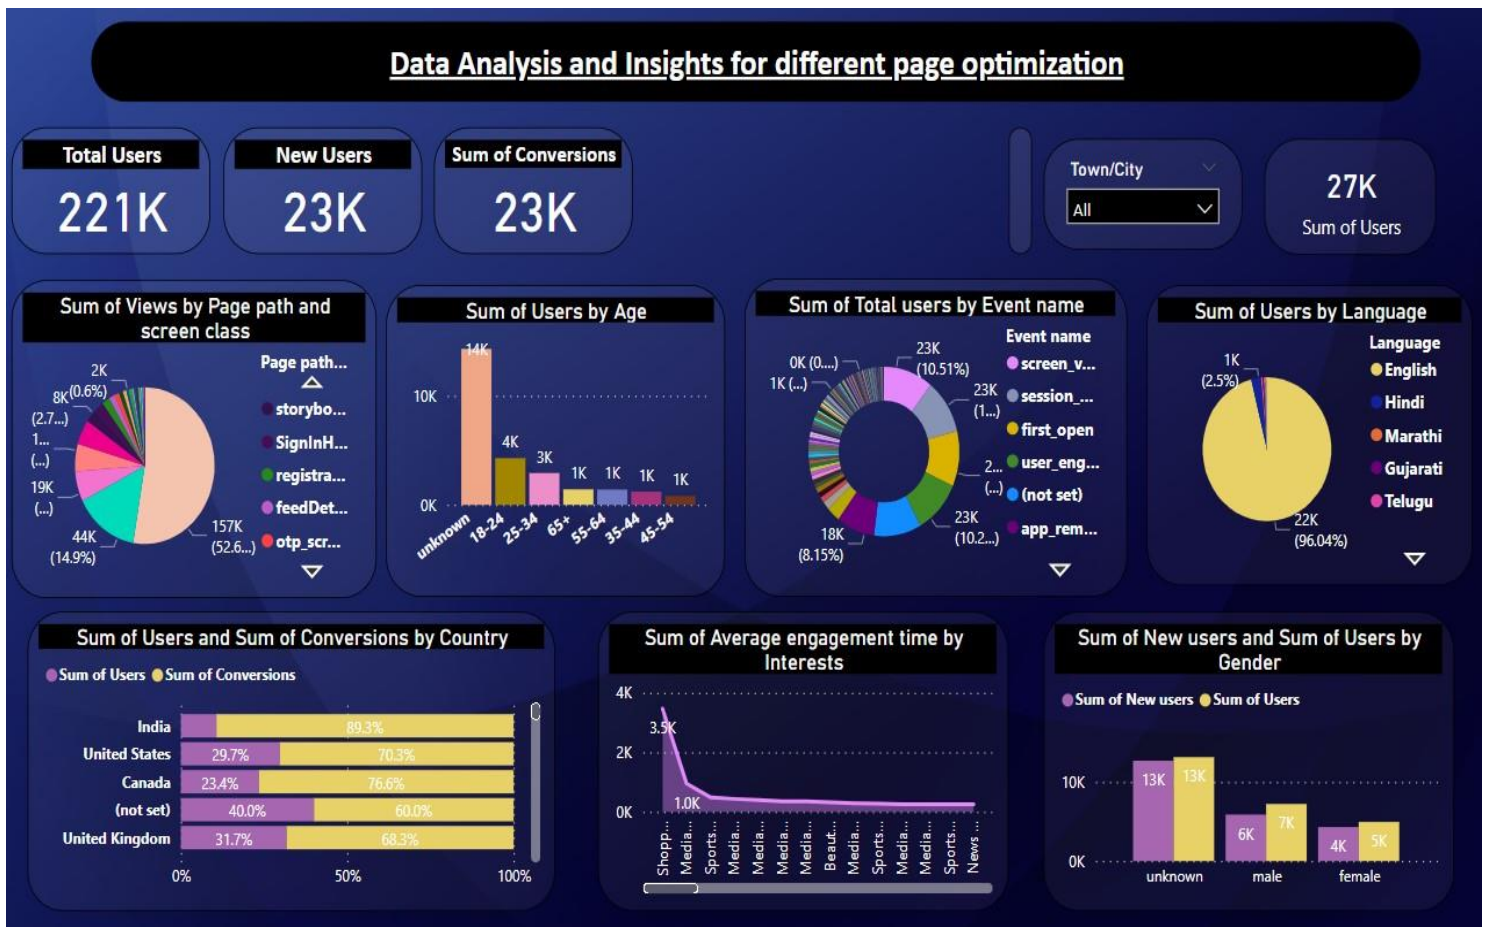 Data Analysis and Insights for different page optimization
Total Users
221K
New Users
23K
Sum of Conversions
23K
Town/City
All
27K
Sum of Users
Sum of Views by Page path and
screen class
2K
(0.6%)
8K
(2.7...)
1...
(...)
19K
(...)
44K
(14.9%)
157K
(52.6...)
Page path...
storybo...
SignInH...
registra...
feedDet...
otp_scr...
Sum of Users by Age
10K
0K
14K
4K
3K
1K
1K
1K
1K
unknown
18-24
25-34
65+
55-64
35-44
45-54
Sum of Total users by Event name
0K (0....)
1K (...)
23K
(10.51%)
23K
(1...)
2...
(...)
23K
(10.2...)
18K
(8.15%)
Event name
screen_v...
session_...
first_open
user_eng...
(not set)
app_rem...
Sum of Users by Language
1K
(2.5%)
22K
(96.04%)
Language
English
Hindi
Marathi
Gujarati
Telugu
Sum of Users and Sum of Conversions by Country
Sum of Users Sum of Conversions
India 89.3%
United States 29.7% 70.3%
Canada 23.4% 76.6%
(not set) 40.0% 60.0%
United Kingdom 31.7% 68.3%
0% 50% 100%
Sum of Average engagement time by
Interests
4K
2K
0K
3.5K
1.0K
Shopp...
Media...
Sports...
Media...
Media...
Media...
Media...
Beaut...
Media...
Sports...
Media...
Media...
Sports...
News ...
Sum of New users and Sum of Users by
Gender
Sum of New users Sum of Users
10K
0K
13K 13K
6K 7K
4K 5K
unknown male female